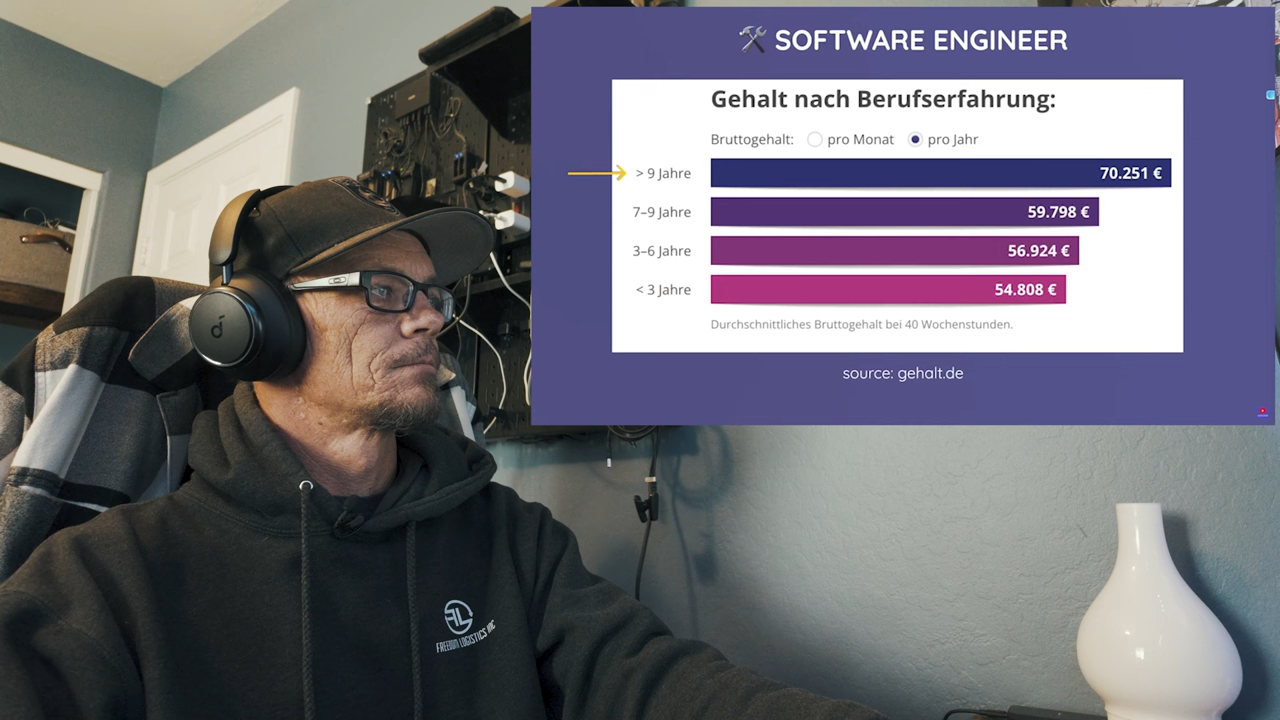 🛠 SOFTWARE ENGINEER
Gehalt nach Berufserfahrung:
Bruttogehalt: pro Monat pro Jahr
> 9 Jahre 70.251 €
7–9 Jahre 59.798 €
3–6 Jahre 56.924 €
< 3 Jahre 54.808 €
Durchschnittliches Bruttogehalt bei 40 Wochenstunden.
source: gehalt.de
FL
FREEDOM LOGISTICS INC